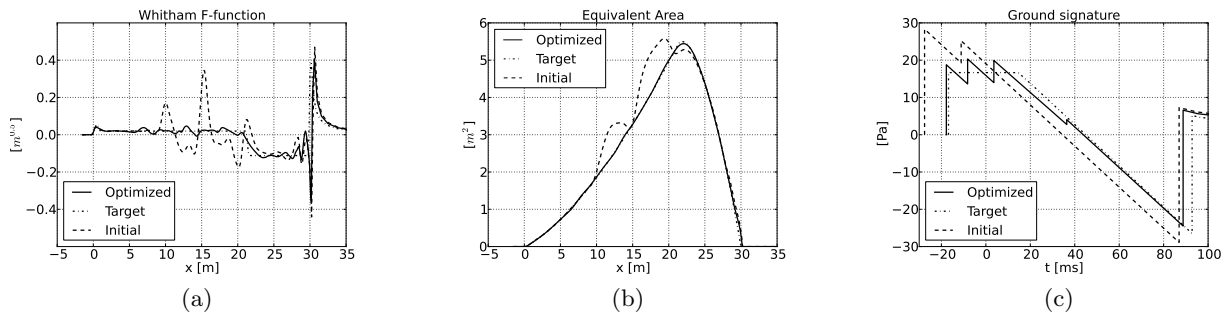 Whitham F-function
0.4
0.2
0.0
−0.2
−0.4
Optimized
Target
Initial
−5 0 5 10 15 20 25 30 35
x [m]
(a)
Equivalent Area
[m²]
6
5
4
3
2
1
0
Optimized
Target
Initial
−5 0 5 10 15 20 25 30 35
x [m]
(b)
Ground signature
[Pa]
30
20
10
0
−10
−20
−30
Optimized
Target
Initial
−20 0 20 40 60 80 100
t [ms]
(c)